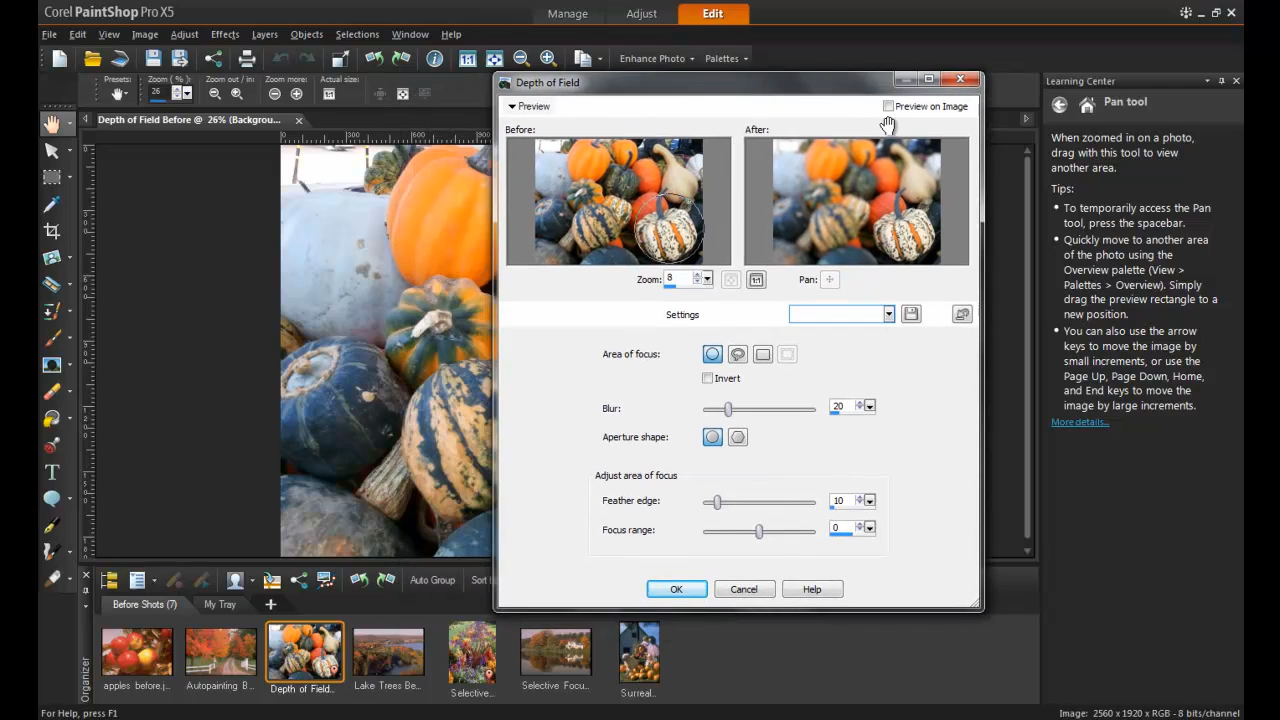 Corel PaintShop Pro X5
Manage
Adjust
Edit
File
Edit
View
Image
Adjust
Effects
Layers
Objects
Selections
Window
Help
Enhance Photo
Palettes
Presets:
Zoom ( % ):
Zoom out / in:
Zoom more:
Actual size:
26
Depth of Field Before @ 26% (Backgrou...
0
300
600
900
Depth of Field
Preview
Preview on Image
Before:
After:
Zoom:
8
1:1
Pan:
Settings
Area of focus:
Invert
Blur:
20
Aperture shape:
Adjust area of focus
Feather edge:
10
Focus range:
0
OK
Cancel
Help
Learning Center
Pan tool
When zoomed in on a photo,
drag with this tool to view
another area.
Tips:
To temporarily access the Pan
tool, press the spacebar.
Quickly move to another area
of the photo using the
Overview palette (View >
Palettes > Overview). Simply
drag the preview rectangle to a
new position.
You can also use the arrow
keys to move the image by
small increments, or use the
Page Up, Page Down, Home,
and End keys to move the
image by large increments.
More details...
Auto Group
Sort
Before Shots (7)
My Tray
Organizer
apples before.j...
Autopainting B...
Depth of Field...
Lake Trees Be...
Selective...
Selective Focu...
Surreal...
For Help, press F1
Image: 2560 x 1920 x RGB - 8 bits/channel